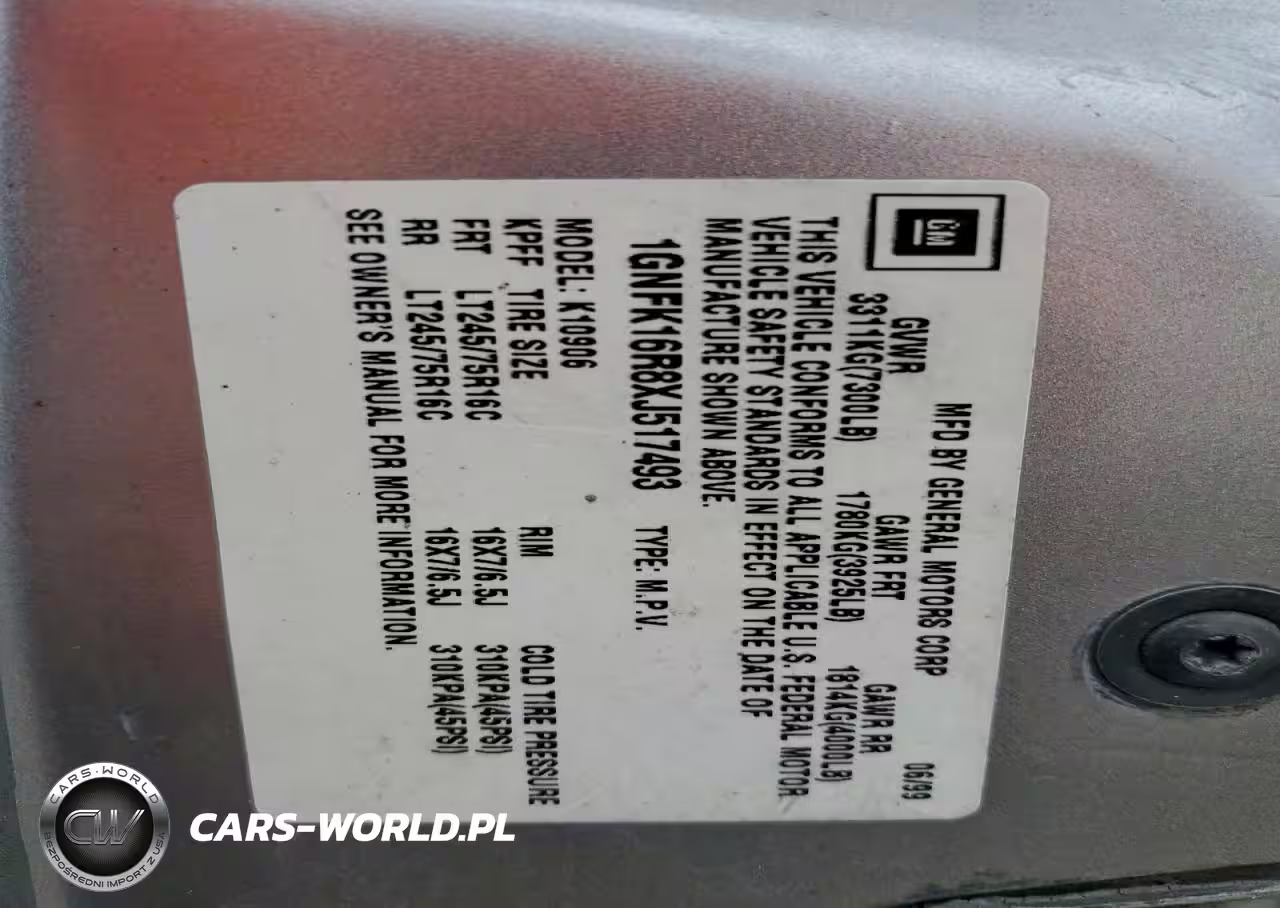 GM
MFD BY GENERAL MOTORS CORP 06/99
GVWR GAWR FRT GAWR RR
3311KG(7300LB) 1780KG(3925LB) 1814KG(4000LB)
THIS VEHICLE CONFORMS TO ALL APPLICABLE U.S. FEDERAL MOTOR
VEHICLE SAFETY STANDARDS IN EFFECT ON THE DATE OF
MANUFACTURE SHOWN ABOVE.
1GNFK16R8XJ517493 TYPE: M.P.V.
MODEL: K10906
KPFF TIRE SIZE RIM COLD TIRE PRESSURE
FRT LT245/75R16C 16X7/6.5J 310KPA(45PSI)
RR LT245/75R16C 16X7/6.5J 310KPA(45PSI)
SEE OWNER'S MANUAL FOR MORE INFORMATION.
CARS-WORLD
CW
BEZPOŚREDNI IMPORT Z USA
CARS-WORLD.PL